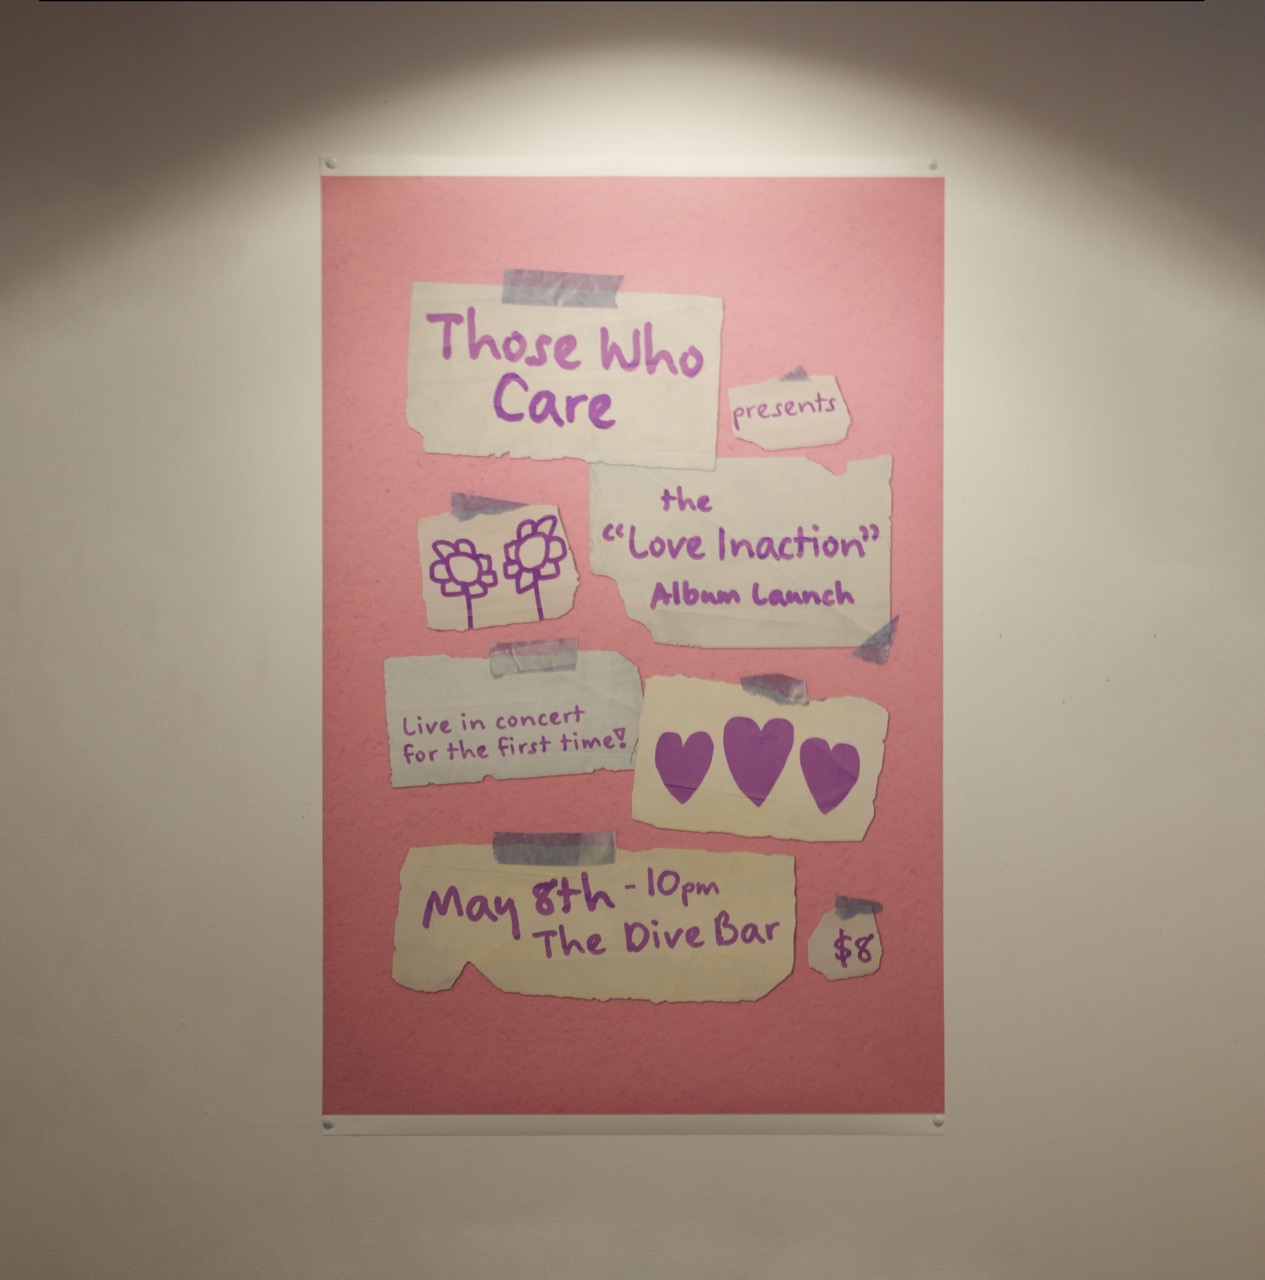 Those Who
Care
presents
the
“Love Inaction”
Album Launch
Live in concert
for the first time!
May 8th - 10pm
The Dive Bar
$8